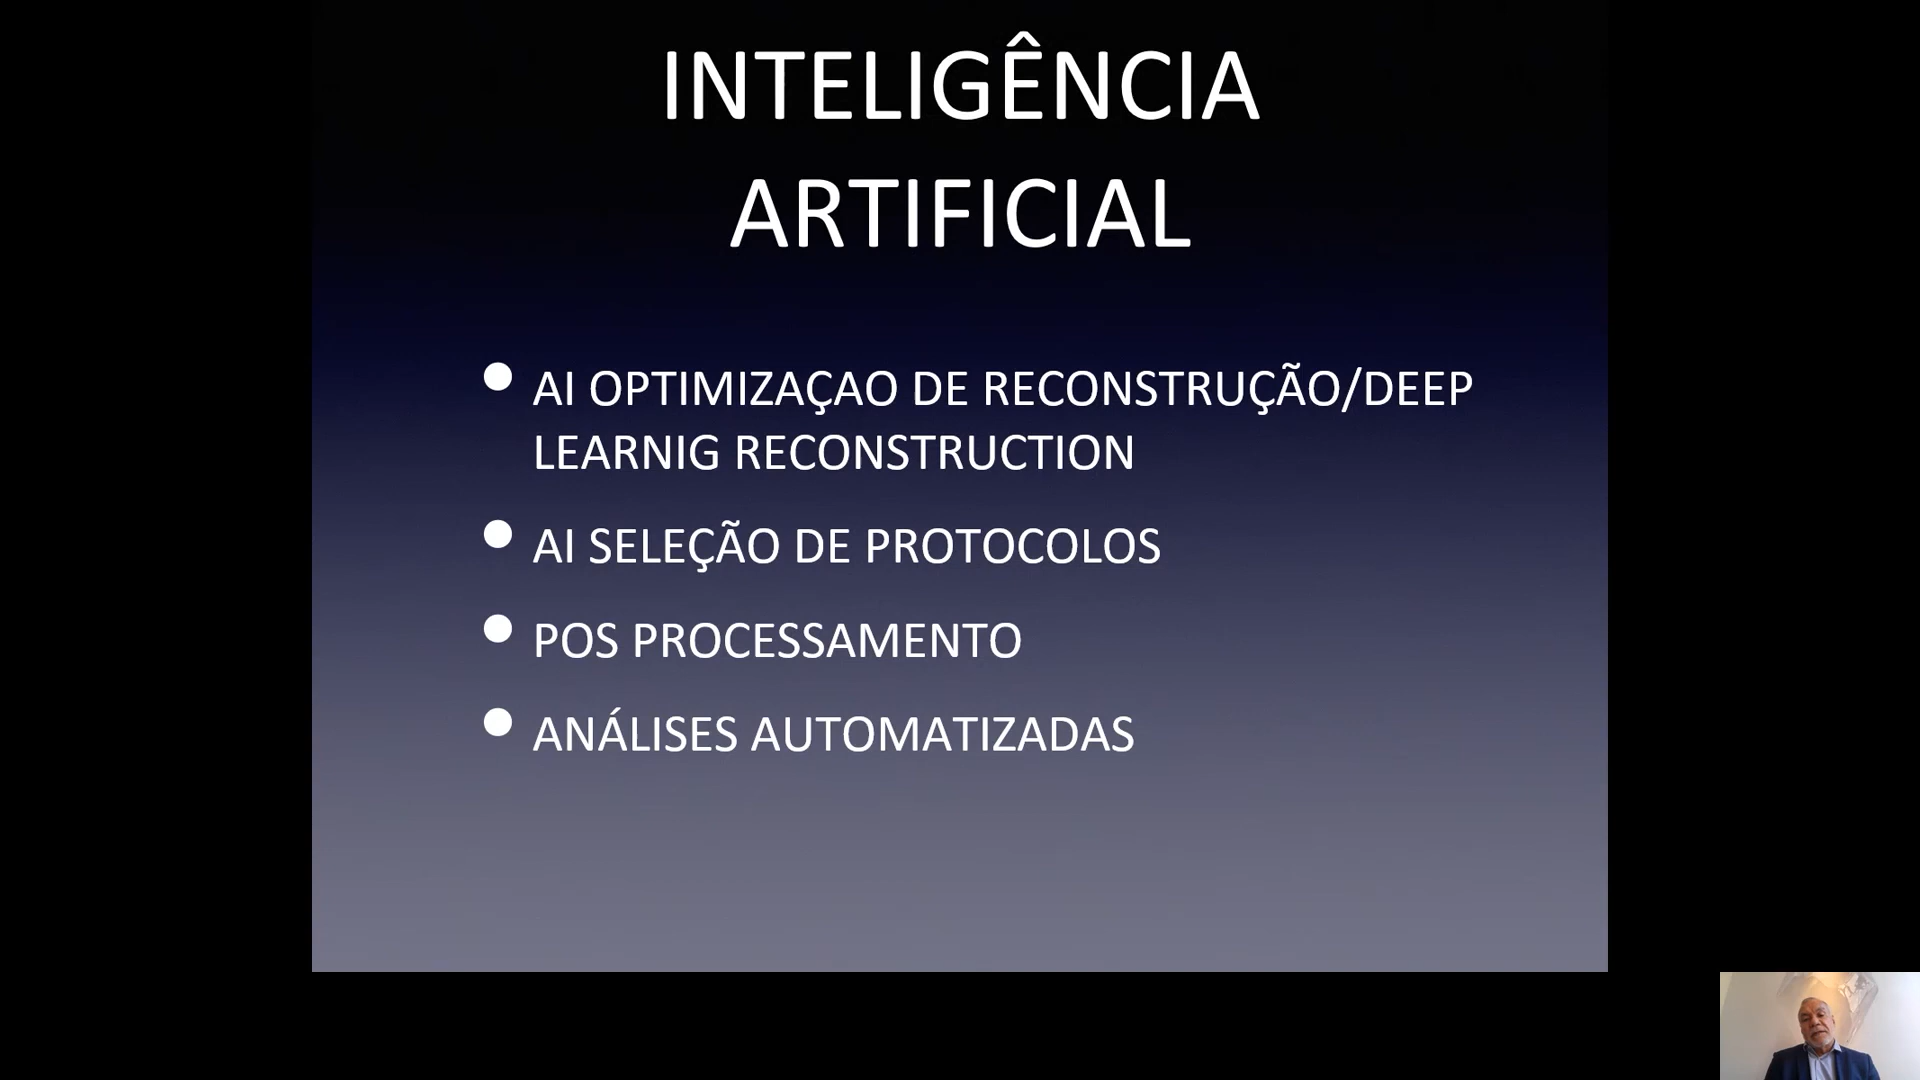 INTELIGÊNCIA
ARTIFICIAL
• AI OPTIMIZAÇAO DE RECONSTRUÇÃO/DEEP
LEARNIG RECONSTRUCTION
• AI SELEÇÃO DE PROTOCOLOS
• POS PROCESSAMENTO
• ANÁLISES AUTOMATIZADAS